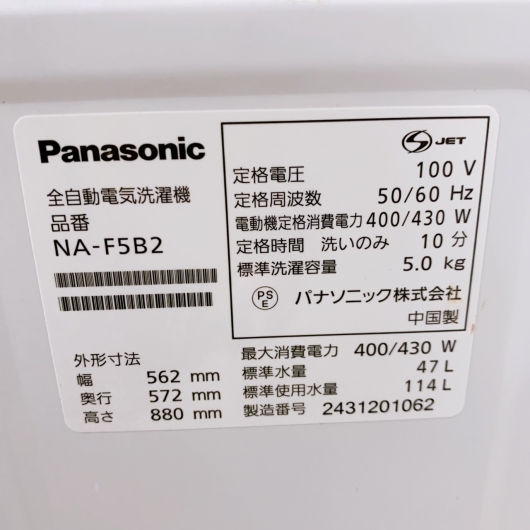 Panasonic
全自動電気洗濯機
品番
NA-F5B2
外形寸法
幅 562 mm
奥行 572 mm
高さ 880 mm
S JET
定格電圧 100 V
定格周波数 50/60 Hz
電動機定格消費電力 400/430 W
定格時間 洗いのみ 10 分
標準洗濯容量 5.0 kg
PS E パナソニック株式会社
中国製
最大消費電力 400/430 W
標準水量 47 L
標準使用水量 114 L
製造番号 2431201062